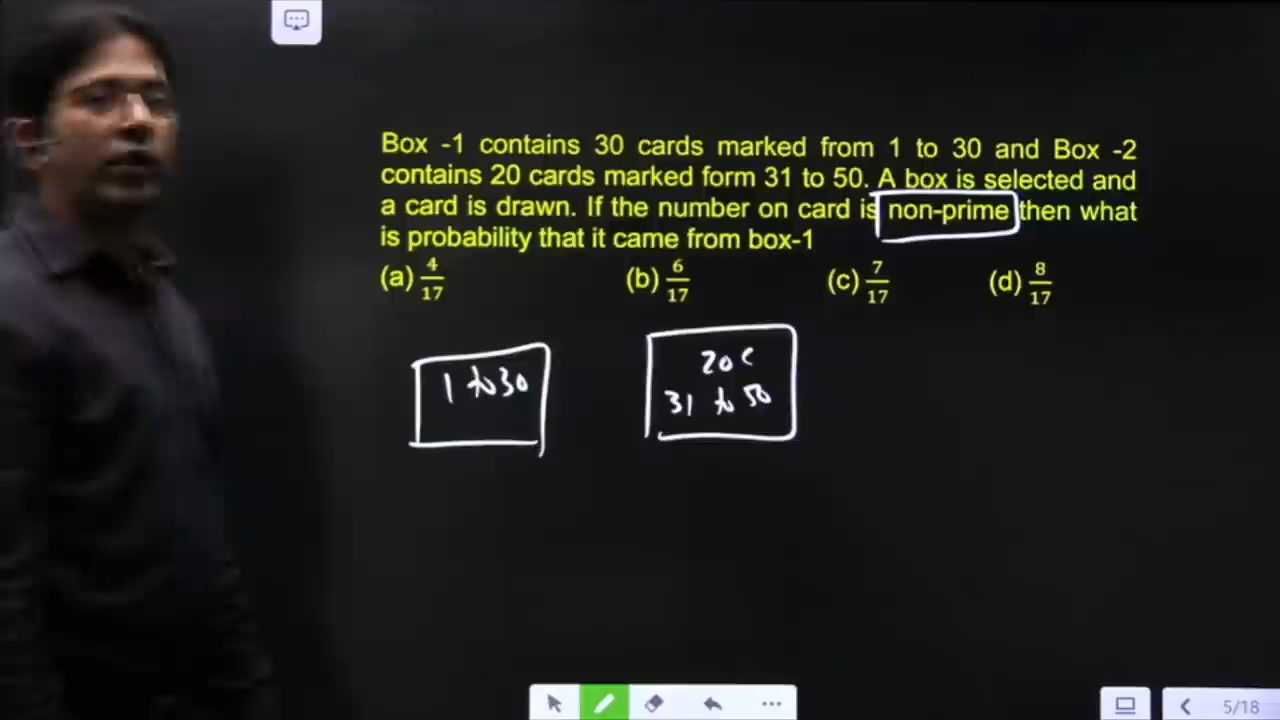 Box -1 contains 30 cards marked from 1 to 30 and Box -2
contains 20 cards marked form 31 to 50. A box is selected and
a card is drawn. If the number on card is non-prime then what
is probability that it came from box-1
(a) 4/17 (b) 6/17 (c) 7/17 (d) 8/17
1 to 30
20c
31 to 50
5/18